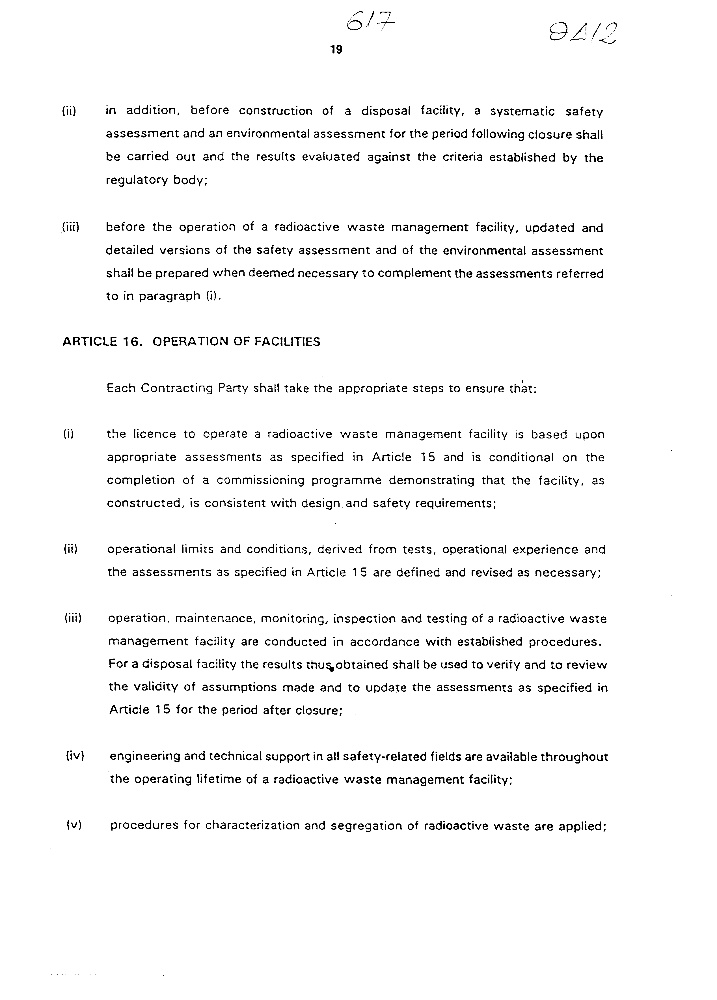 617
19
(ii) in addition, before construction of a disposal facility, a systematic safety
assessment and an environmental assessment for the period following closure shall
be carried out and the results evaluated against the criteria established by the
regulatory body;
(iii) before the operation of a radioactive waste management facility, updated and
detailed versions of the safety assessment and of the environmental assessment
shall be prepared when deemed necessary to complement the assessments referred
to in paragraph (i).
ARTICLE 16. OPERATION OF FACILITIES
Each Contracting Party shall take the appropriate steps to ensure that:
(i) the licence to operate a radioactive waste management facility is based upon
appropriate assessments as specified in Article 15 and is conditional on the
completion of a commissioning programme demonstrating that the facility, as
constructed, is consistent with design and safety requirements;
(ii) operational limits and conditions, derived from tests, operational experience and
the assessments as specified in Article 15 are defined and revised as necessary;
(iii) operation, maintenance, monitoring, inspection and testing of a radioactive waste
management facility are conducted in accordance with established procedures.
For a disposal facility the results thus obtained shall be used to verify and to review
the validity of assumptions made and to update the assessments as specified in
Article 15 for the period after closure;
(iv) engineering and technical support in all safety-related fields are available throughout
the operating lifetime of a radioactive waste management facility;
(v) procedures for characterization and segregation of radioactive waste are applied;